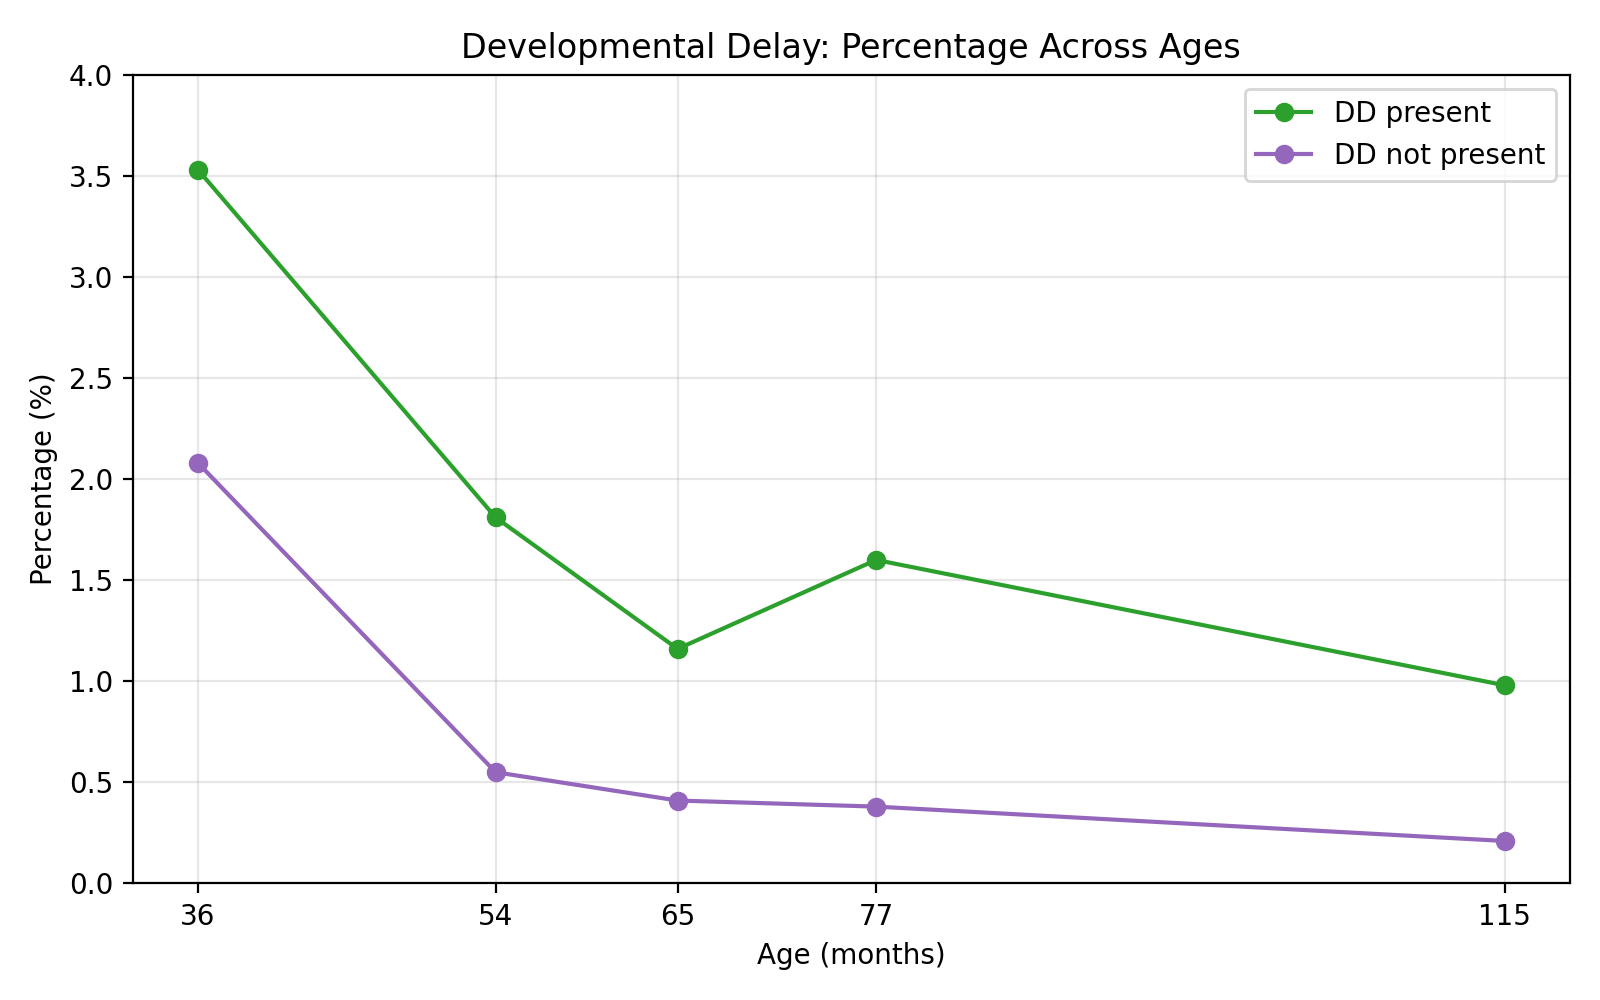 Developmental Delay: Percentage Across Ages
4.0
3.5
3.0
2.5
2.0
1.5
1.0
0.5
0.0
Percentage (%)
DD present
DD not present
36 54 65 77 115
Age (months)